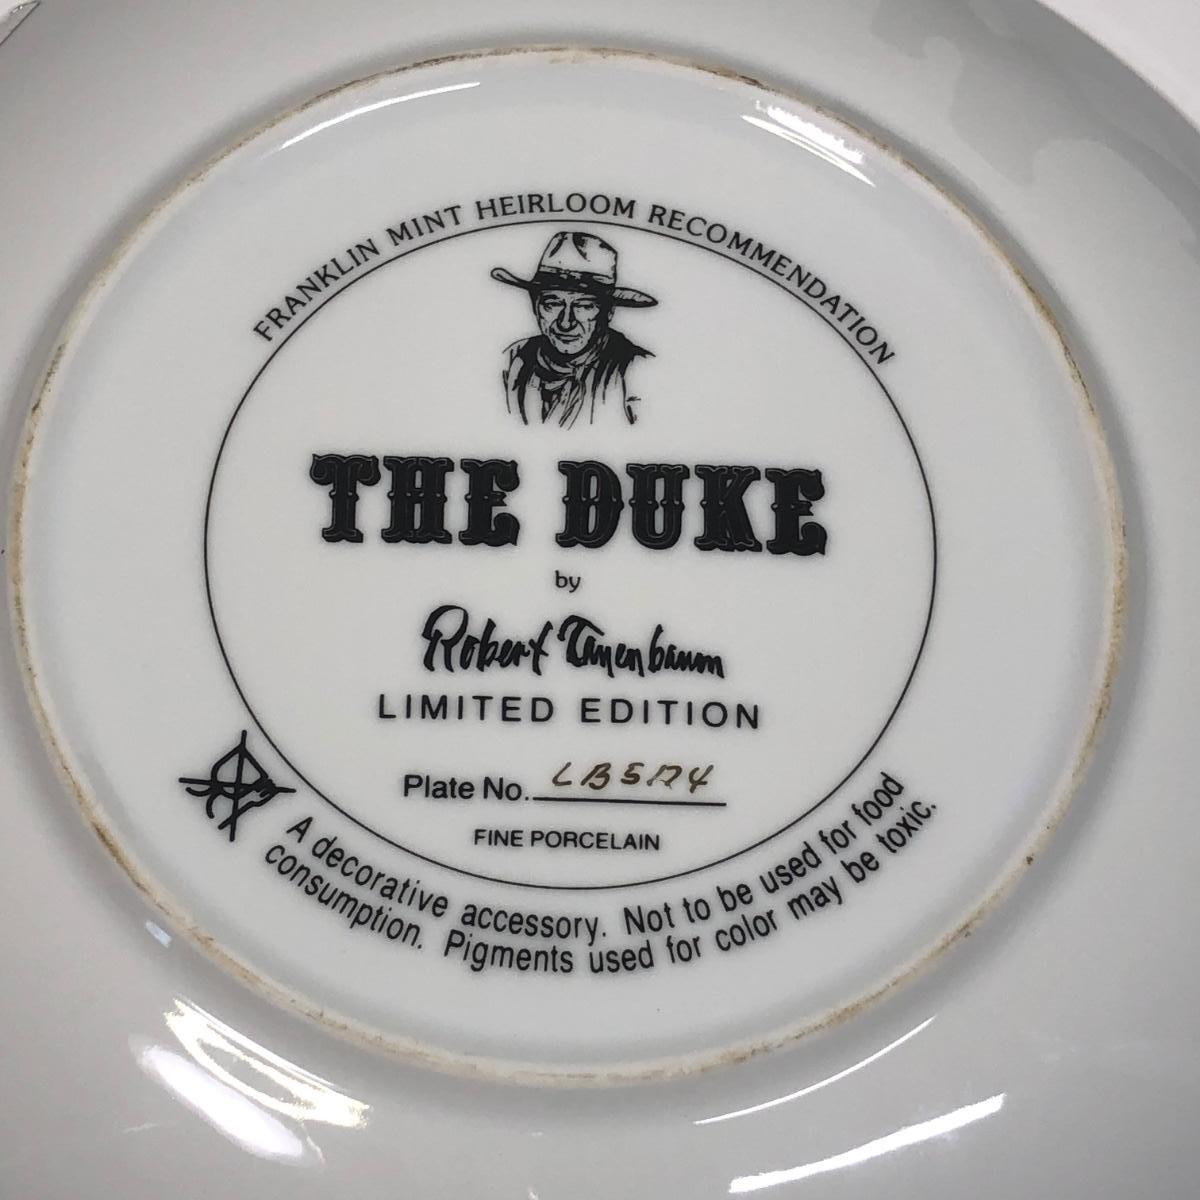 FRANKLIN MINT HEIRLOOM RECOMMENDATION
THE DUKE
by
Robert Tanenbaum
LIMITED EDITION
Plate No.
FINE PORCELAIN
A decorative accessory. Not to be used for food
consumption. Pigments used for color may be toxic.